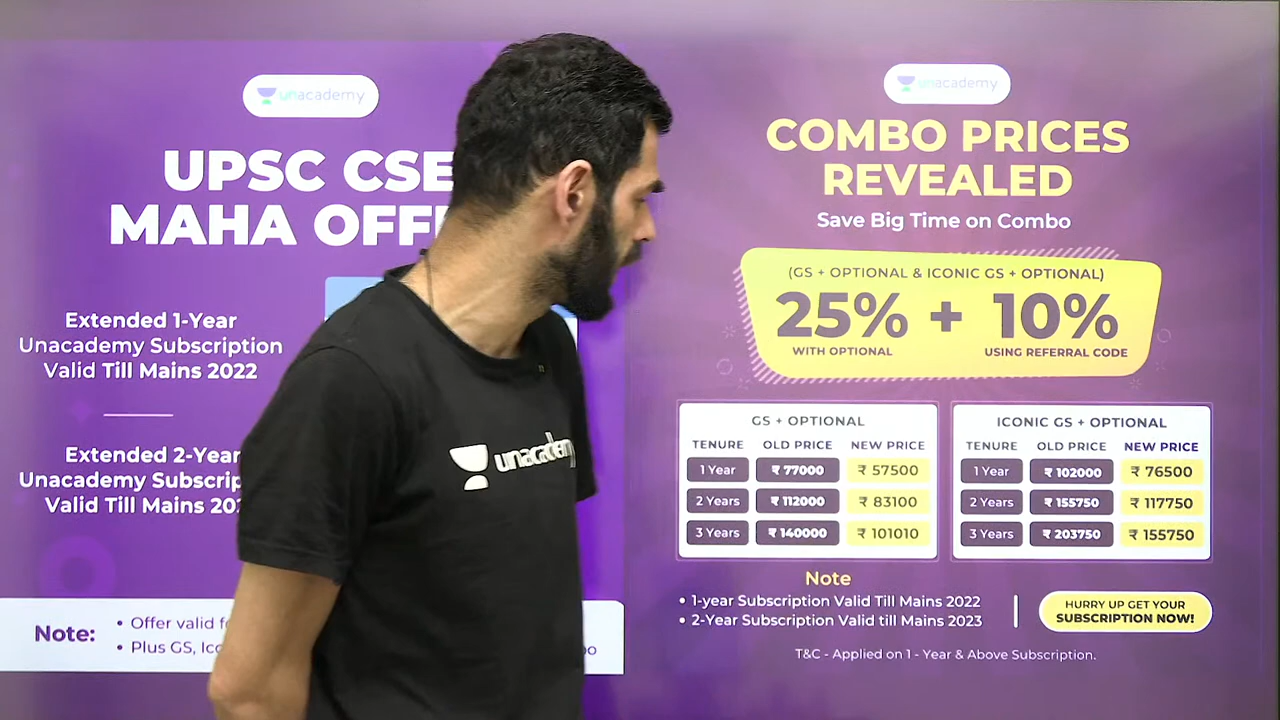 unacademy
UPSC CSE
MAHA
Extended 1-Year
Unacademy Subscription
Valid Till Mains 2022
Extended 2-Year
Unacademy
Valid Till Mains
Note:
• Offer valid
• Plus GS,
unacademy
unacademy
COMBO PRICES
REVEALED
Save Big Time on Combo
(GS + OPTIONAL & ICONIC GS + OPTIONAL)
25% + 10%
WITH OPTIONAL USING REFERRAL CODE
GS + OPTIONAL
TENURE OLD PRICE NEW PRICE
1 Year ₹ 77000 ₹ 57500
2 Years ₹ 112000 ₹ 83100
3 Years ₹ 140000 ₹ 101010
ICONIC GS + OPTIONAL
TENURE OLD PRICE NEW PRICE
1 Year ₹ 102000 ₹ 76500
2 Years ₹ 155750 ₹ 117750
3 Years ₹ 203750 ₹ 155750
Note
• 1-year Subscription Valid Till Mains 2022
• 2-Year Subscription Valid till Mains 2023
HURRY UP GET YOUR
SUBSCRIPTION NOW!
T&C - Applied on 1 - Year & Above Subscription.